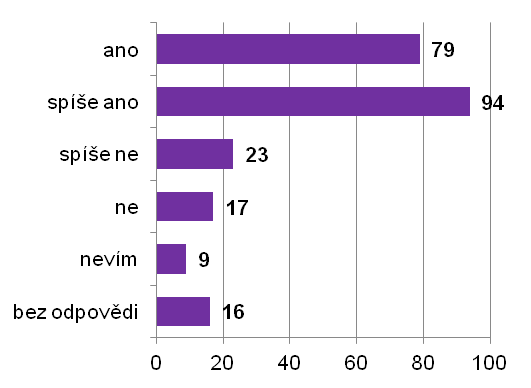 ano 79
spíše ano 94
spíše ne 23
ne 17
nevím 9
bez odpovědi 16
0 20 40 60 80 100